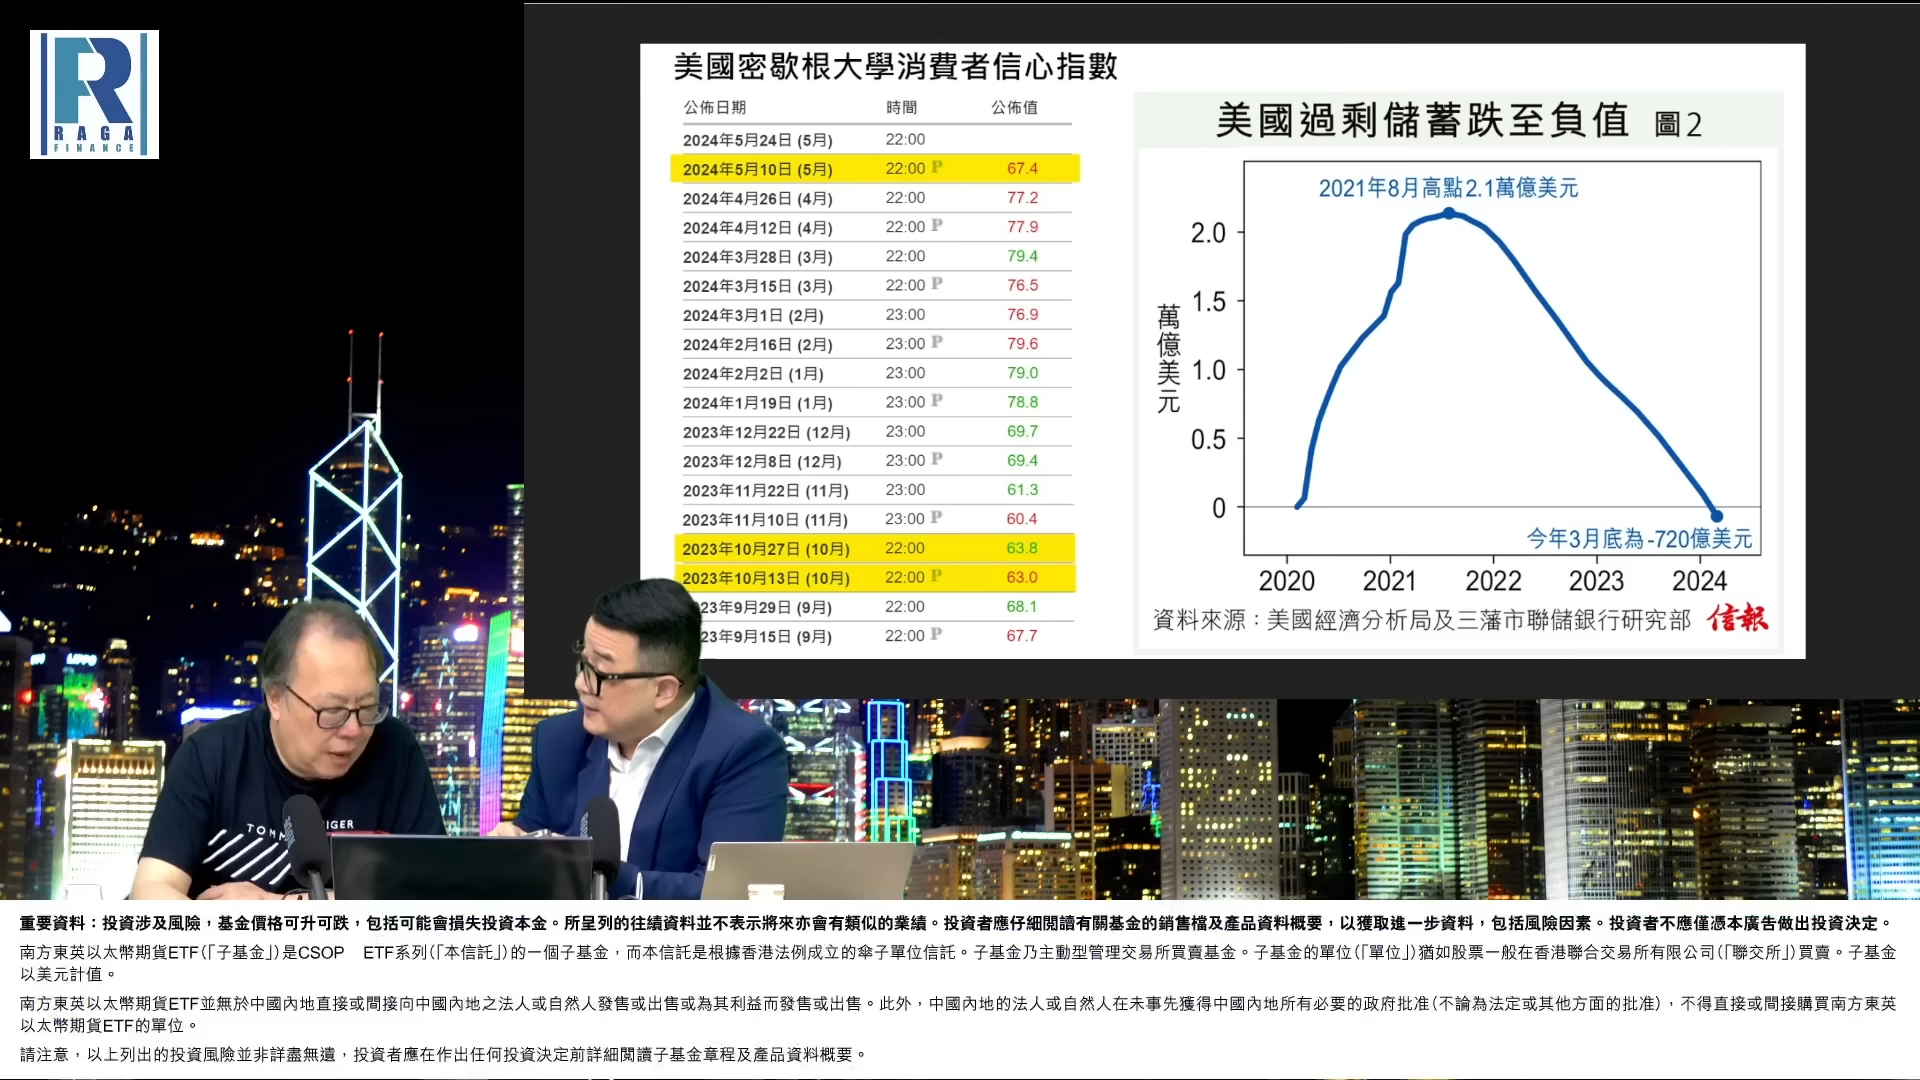 RAGA
FINANCE
美國密歇根大學消費者信心指數
公佈日期 時間 公佈值
2024年5月24日 (5月) 22:00
2024年5月10日 (5月) 22:00 P 67.4
2024年4月26日 (4月) 22:00 77.2
2024年4月12日 (4月) 22:00 P 77.9
2024年3月28日 (3月) 22:00 79.4
2024年3月15日 (3月) 22:00 P 76.5
2024年3月1日 (2月) 23:00 76.9
2024年2月16日 (2月) 23:00 P 79.6
2024年2月2日 (1月) 23:00 79.0
2024年1月19日 (1月) 23:00 P 78.8
2023年12月22日 (12月) 23:00 69.7
2023年12月8日 (12月) 23:00 P 69.4
2023年11月22日 (11月) 23:00 61.3
2023年11月10日 (11月) 23:00 P 60.4
2023年10月27日 (10月) 22:00 63.8
2023年10月13日 (10月) 22:00 P 63.0
23年9月29日 (9月) 22:00 68.1
23年9月15日 (9月) 22:00 P 67.7
美國過剩儲蓄跌至負值 圖2
2021年8月高點2.1萬億美元
萬億美元
2.0
1.5
1.0
0.5
0
今年3月底為-720億美元
2020 2021 2022 2023 2024
資料來源：美國經濟分析局及三藩市聯儲銀行研究部 信報
重要資料：投資涉及風險，基金價格可升可跌，包括可能會損失投資本金。所呈列的往績資料並不表示將來亦會有類似的業績。投資者應仔細閱讀有關基金的銷售檔及產品資料概要，以獲取進一步資料，包括風險因素。投資者不應僅憑本廣告做出投資決定。
南方東英以太幣期貨ETF(「子基金」)是CSOP ETF系列(「本信託」)的一個子基金，而本信託是根據香港法例成立的傘子單位信託。子基金乃主動型管理交易所買賣基金。子基金的單位(「單位」)猶如股票一般在香港聯合交易所有限公司(「聯交所」)買賣。子基金
以美元計值。
南方東英以太幣期貨ETF並無於中國內地直接或間接向中國內地之法人或自然人發售或出售或為其利益而發售或出售。此外，中國內地的法人或自然人在未事先獲得中國內地所有必要的政府批准(不論為法定或其他方面的批准)，不得直接或間接購買南方東英
以太幣期貨ETF的單位。
請注意，以上列出的投資風險並非詳盡無遺，投資者應在作出任何投資決定前詳細閱讀子基金章程及產品資料概要。